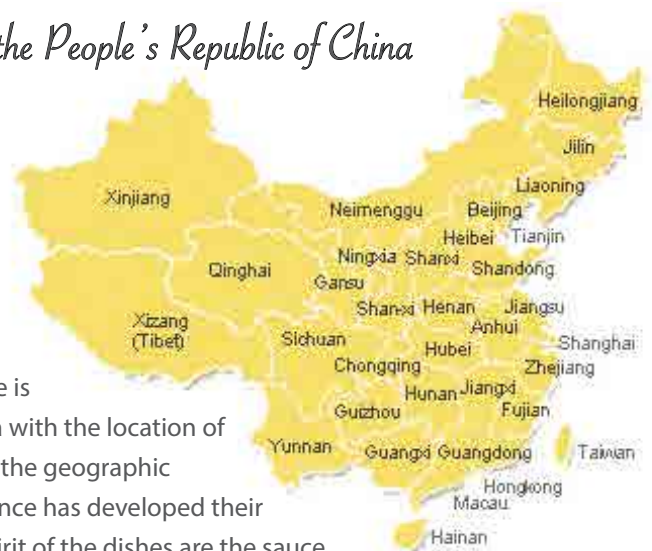 the People's Republic of China
Heilongjiang
Jilin
Liaoning
Xinjiang
Neimenggu
Beijing
Heibei
Tianjin
Ningxia
Shanxi
Qinghai
Shandong
Gansu
Shanxi
Henan
Jiangsu
Xizang
(Tibet)
Anhui
Sichuan
Hubei
Shanghai
Chongqing
Zhejiang
e is
Hunan
Jiangxi
Guizhou
Fujian
with the location of
Yunnan
Guangxi
Guangdong
Taiwan
the geographic
Hongkong
Macau
nce has developed their
Hainan
irit of the dishes are the sauce